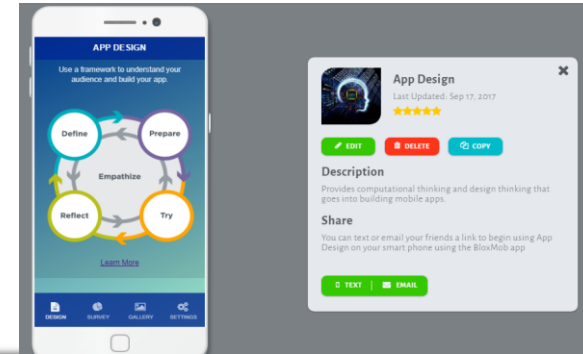 APP DESIGN
Use a framework to understand your
audience and build your app.
Define
Prepare
Empathize
Reflect
Try
Learn More
DESIGN
SURVEY
GALLERY
SETTINGS
App Design
Last Updated: Sep 17, 2017
EDIT
DELETE
COPY
Description
Provides computational thinking and design thinking that
goes into building mobile apps.
Share
You can text or email your friends a link to begin using App
Design on your smart phone using the BloxMob app
TEXT | EMAIL